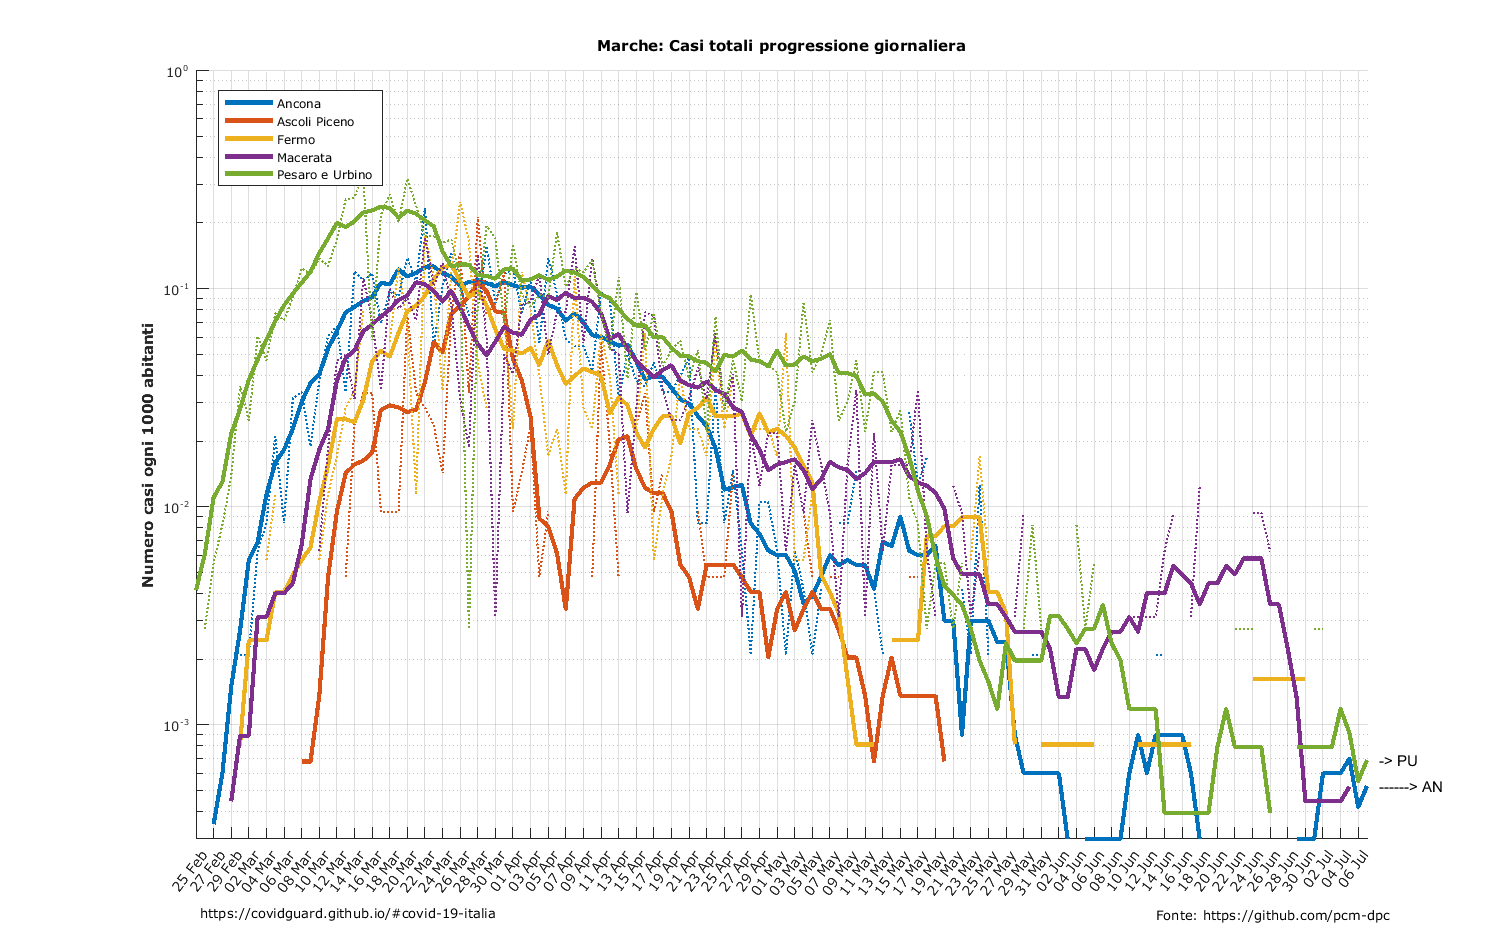 Marche: Casi totali progressione giornaliera
Numero casi ogni 1000 abitanti
10⁰
10⁻¹
10⁻²
10⁻³
Ancona
Ascoli Piceno
Fermo
Macerata
Pesaro e Urbino
-> PU
------> AN
25 Feb
27 Feb
29 Feb
02 Mar
04 Mar
06 Mar
08 Mar
10 Mar
12 Mar
14 Mar
16 Mar
18 Mar
20 Mar
22 Mar
24 Mar
26 Mar
28 Mar
30 Mar
01 Apr
03 Apr
05 Apr
07 Apr
09 Apr
11 Apr
13 Apr
15 Apr
17 Apr
19 Apr
21 Apr
23 Apr
25 Apr
27 Apr
29 Apr
01 May
03 May
05 May
07 May
09 May
11 May
13 May
15 May
17 May
19 May
21 May
23 May
25 May
27 May
29 May
31 May
02 Jun
04 Jun
06 Jun
08 Jun
10 Jun
12 Jun
14 Jun
16 Jun
18 Jun
20 Jun
22 Jun
24 Jun
26 Jun
28 Jun
30 Jun
02 Jul
04 Jul
06 Jul
https://covidguard.github.io/#covid-19-italia
Fonte: https://github.com/pcm-dpc